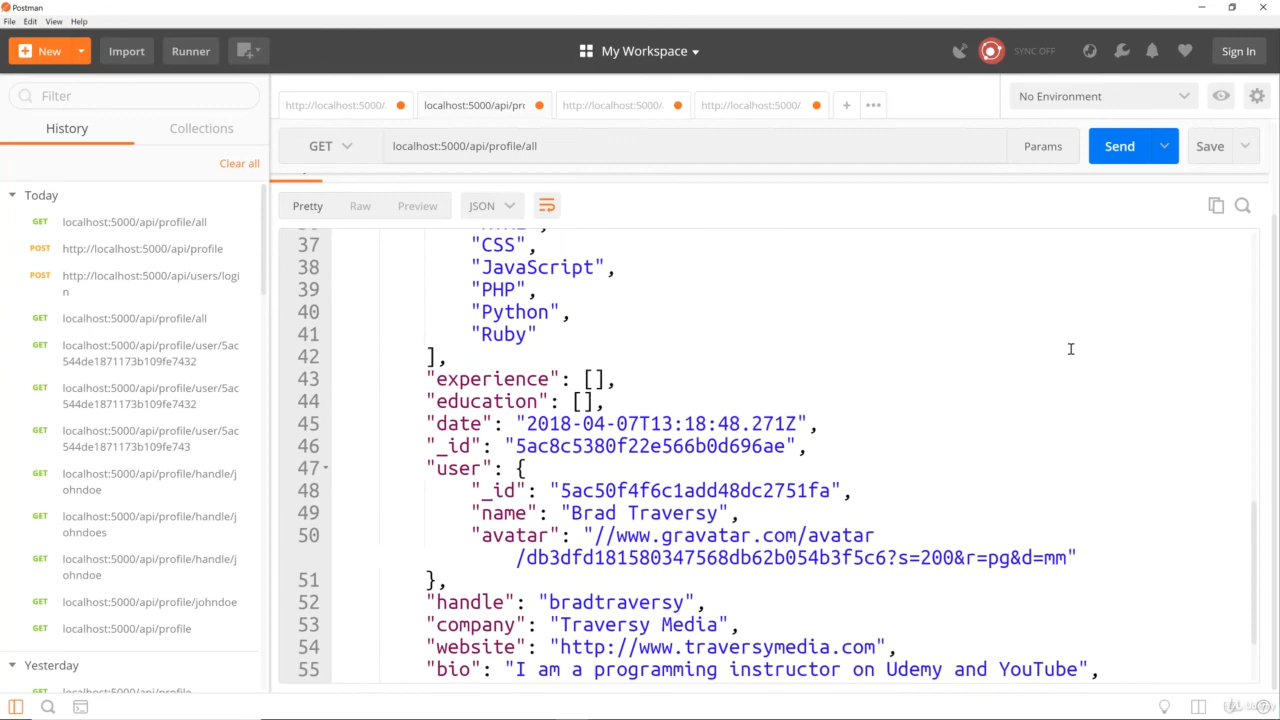 Postman
File Edit View Help
New Import Runner My Workspace SYNC OFF Sign In
Filter
History Collections
Clear all
Today
GET localhost:5000/api/profile/all
POST http://localhost:5000/api/profile
POST http://localhost:5000/api/users/logi
n
GET localhost:5000/api/profile/all
GET localhost:5000/api/profile/user/5ac
544de1871173b109fe7432
GET localhost:5000/api/profile/user/5ac
544de1871173b109fe7432
GET localhost:5000/api/profile/user/5ac
544de1871173b109fe743
GET localhost:5000/api/profile/handle/j
ohndoe
GET localhost:5000/api/profile/handle/j
ohndoes
GET localhost:5000/api/profile/handle/j
ohndoe
GET localhost:5000/api/profile/johndoe
GET localhost:5000/api/profile
Yesterday
GET localhost:5000/api/profile
http://localhost:5000/. localhost:5000/api/pro http://localhost:5000/. http://localhost:5000/.
No Environment
GET localhost:5000/api/profile/all Params Send Save
Pretty Raw Preview JSON
37 "CSS",
38 "JavaScript",
39 "PHP",
40 "Python",
41 "Ruby"
42 ],
43 "experience": [],
44 "education": [],
45 "date": "2018-04-07T13:18:48.271Z",
46 "_id": "5ac8c5380f22e566b0d696ae",
47 "user": {
48 "_id": "5ac50f4f6c1add48dc2751fa",
49 "name": "Brad Traversy",
50 "avatar": "//www.gravatar.com/avatar
/db3dfd181580347568db62b054b3f5c6?s=200&r=pg&d=mm"
51 },
52 "handle": "bradtraversy",
53 "company": "Traversy Media",
54 "website": "http://www.traversymedia.com",
55 "bio": "I am a programming instructor on Udemy and YouTube",